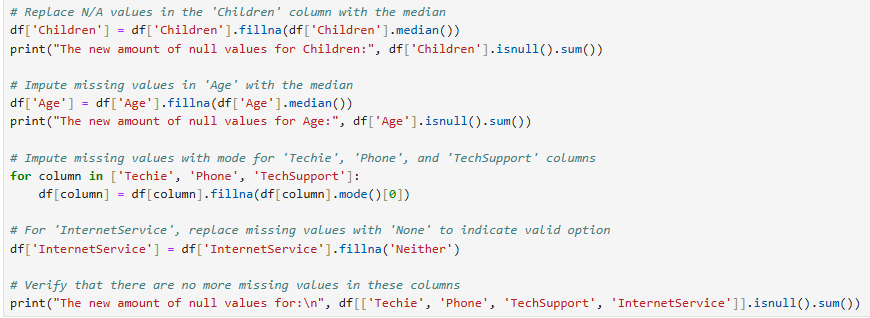 # Replace N/A values in the 'Children' column with the median
df['Children'] = df['Children'].fillna(df['Children'].median())
print("The new amount of null values for Children:", df['Children'].isnull().sum())
# Impute missing values in 'Age' with the median
df['Age'] = df['Age'].fillna(df['Age'].median())
print("The new amount of null values for Age:", df['Age'].isnull().sum())
# Impute missing values with mode for 'Techie', 'Phone', and 'TechSupport' columns
for column in ['Techie', 'Phone', 'TechSupport']:
    df[column] = df[column].fillna(df[column].mode()[0])
# For 'InternetService', replace missing values with 'None' to indicate valid option
df['InternetService'] = df['InternetService'].fillna('Neither')
# Verify that there are no more missing values in these columns
print("The new amount of null values for:\n", df[['Techie', 'Phone', 'TechSupport', 'InternetService']].isnull().sum())